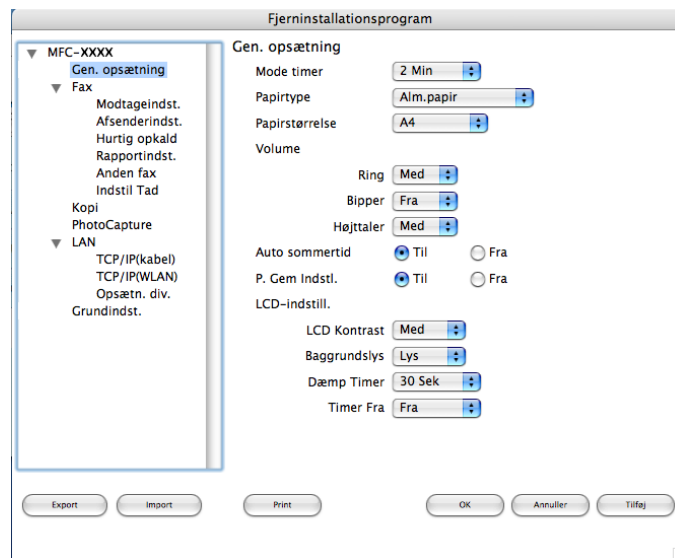 Fjerninstallationsprogram
MFC-XXXX
Gen. opsætning
Fax
Modtageindst.
Afsenderindst.
Hurtig opkald
Rapportindst.
Anden fax
Indstil Tad
Kopi
PhotoCapture
LAN
TCP/IP(kabel)
TCP/IP(WLAN)
Opsætn. div.
Grundindst.
Gen. opsætning
Mode timer 2 Min
Papirtype Alm.papir
Papirstørrelse A4
Volume
Ring Med
Bipper Fra
Højttaler Med
Auto sommertid Til Fra
P. Gem Indstl. Til Fra
LCD-indstill.
LCD Kontrast Med
Baggrundslys Lys
Dæmp Timer 30 Sek
Timer Fra Fra
Export Import Print OK Annuller Tilføj